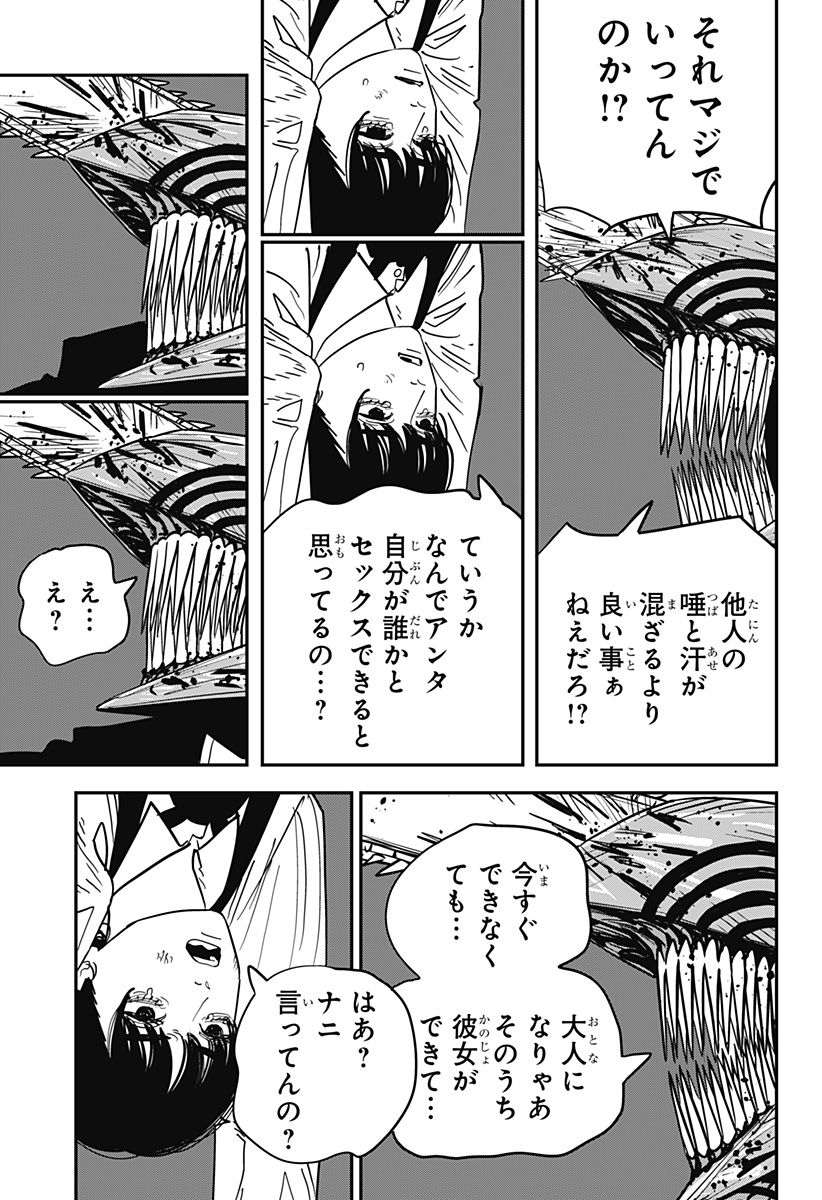 それマジで
いってん
のか!?
他人の
唾と汗が
混ざるより
良い事ぁ
ねえだろ!?
ていうか
なんでアンタ
自分が誰かと
セックスできると
思ってるの…?
え…
え?
今すぐ
できなく
ても…
大人に
なりゃあ
そのうち
彼女が
できて…
はあ?
ナニ
言ってんの?